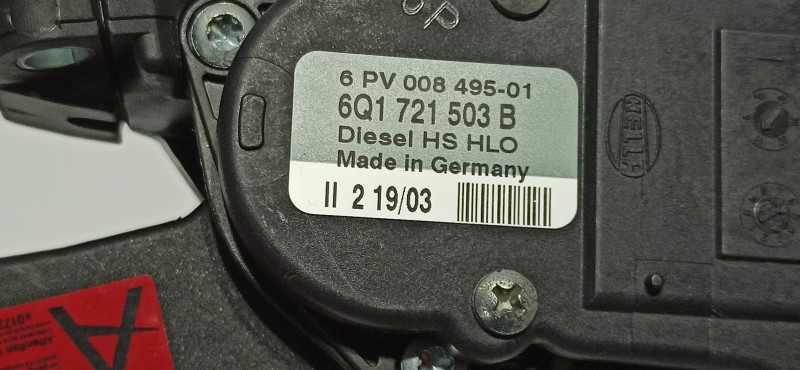 6 PV 008 495-01
6Q1 721 503 B
Diesel HS HLO
Made in Germany
II 2 19/03
HELLA
A